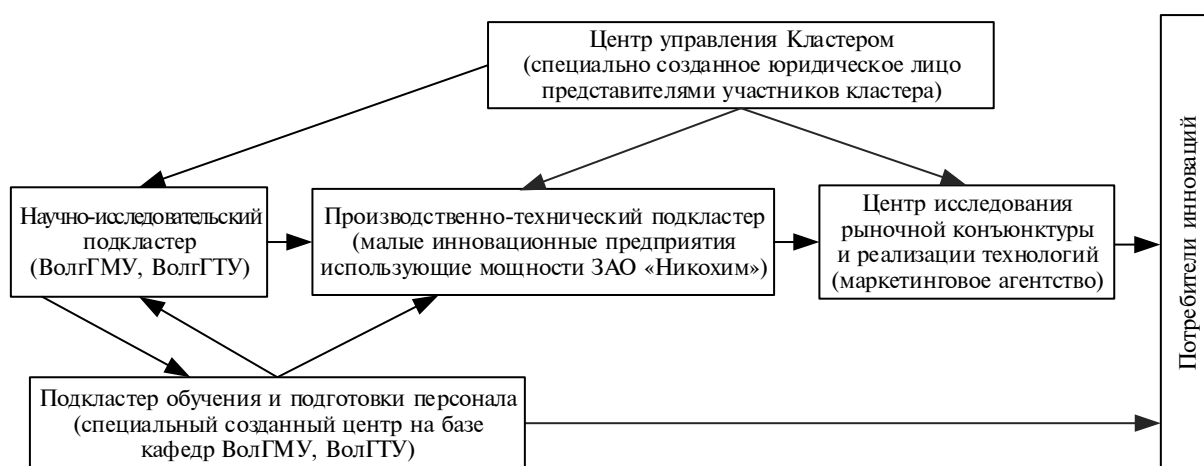 Центр управления Кластером
(специально созданное юридическое лицо
представителями участников кластера)
Научно-исследовательский
подкластер
(ВолгГМУ, ВолгГТУ)
Производственно-технический подкластер
(малые инновационные предприятия
использующие мощности ЗАО «Никохим»)
Центр исследования
рыночной конъюнктуры
и реализации технологий
(маркетинговое агентство)
Потребители инноваций
Подкластер обучения и подготовки персонала
(специальный созданный центр на базе
кафедр ВолГМУ, ВолГТУ)